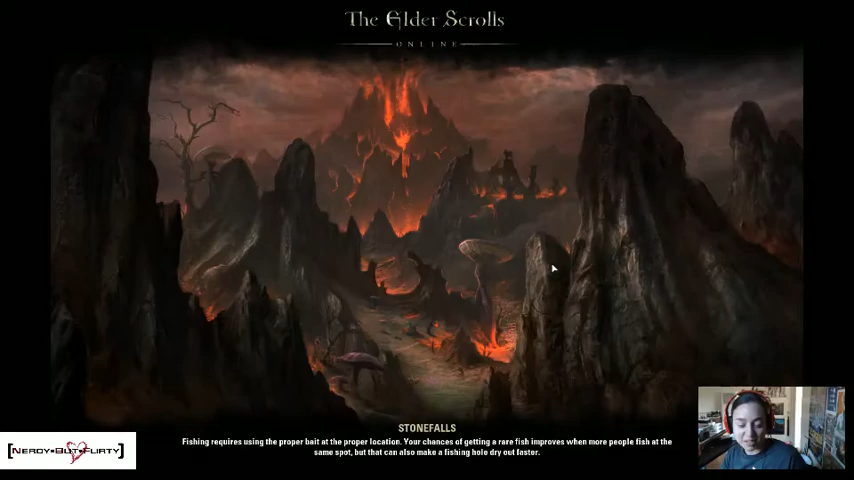 The Elder Scrolls
ONLINE
STONEFALLS
Fishing requires using the proper bait at the proper location. Your chances of getting a rare fish improves when more people fish at the
same spot, but that can also make a fishing hole dry out faster.
[NERDY•BUT•FLIRTY]